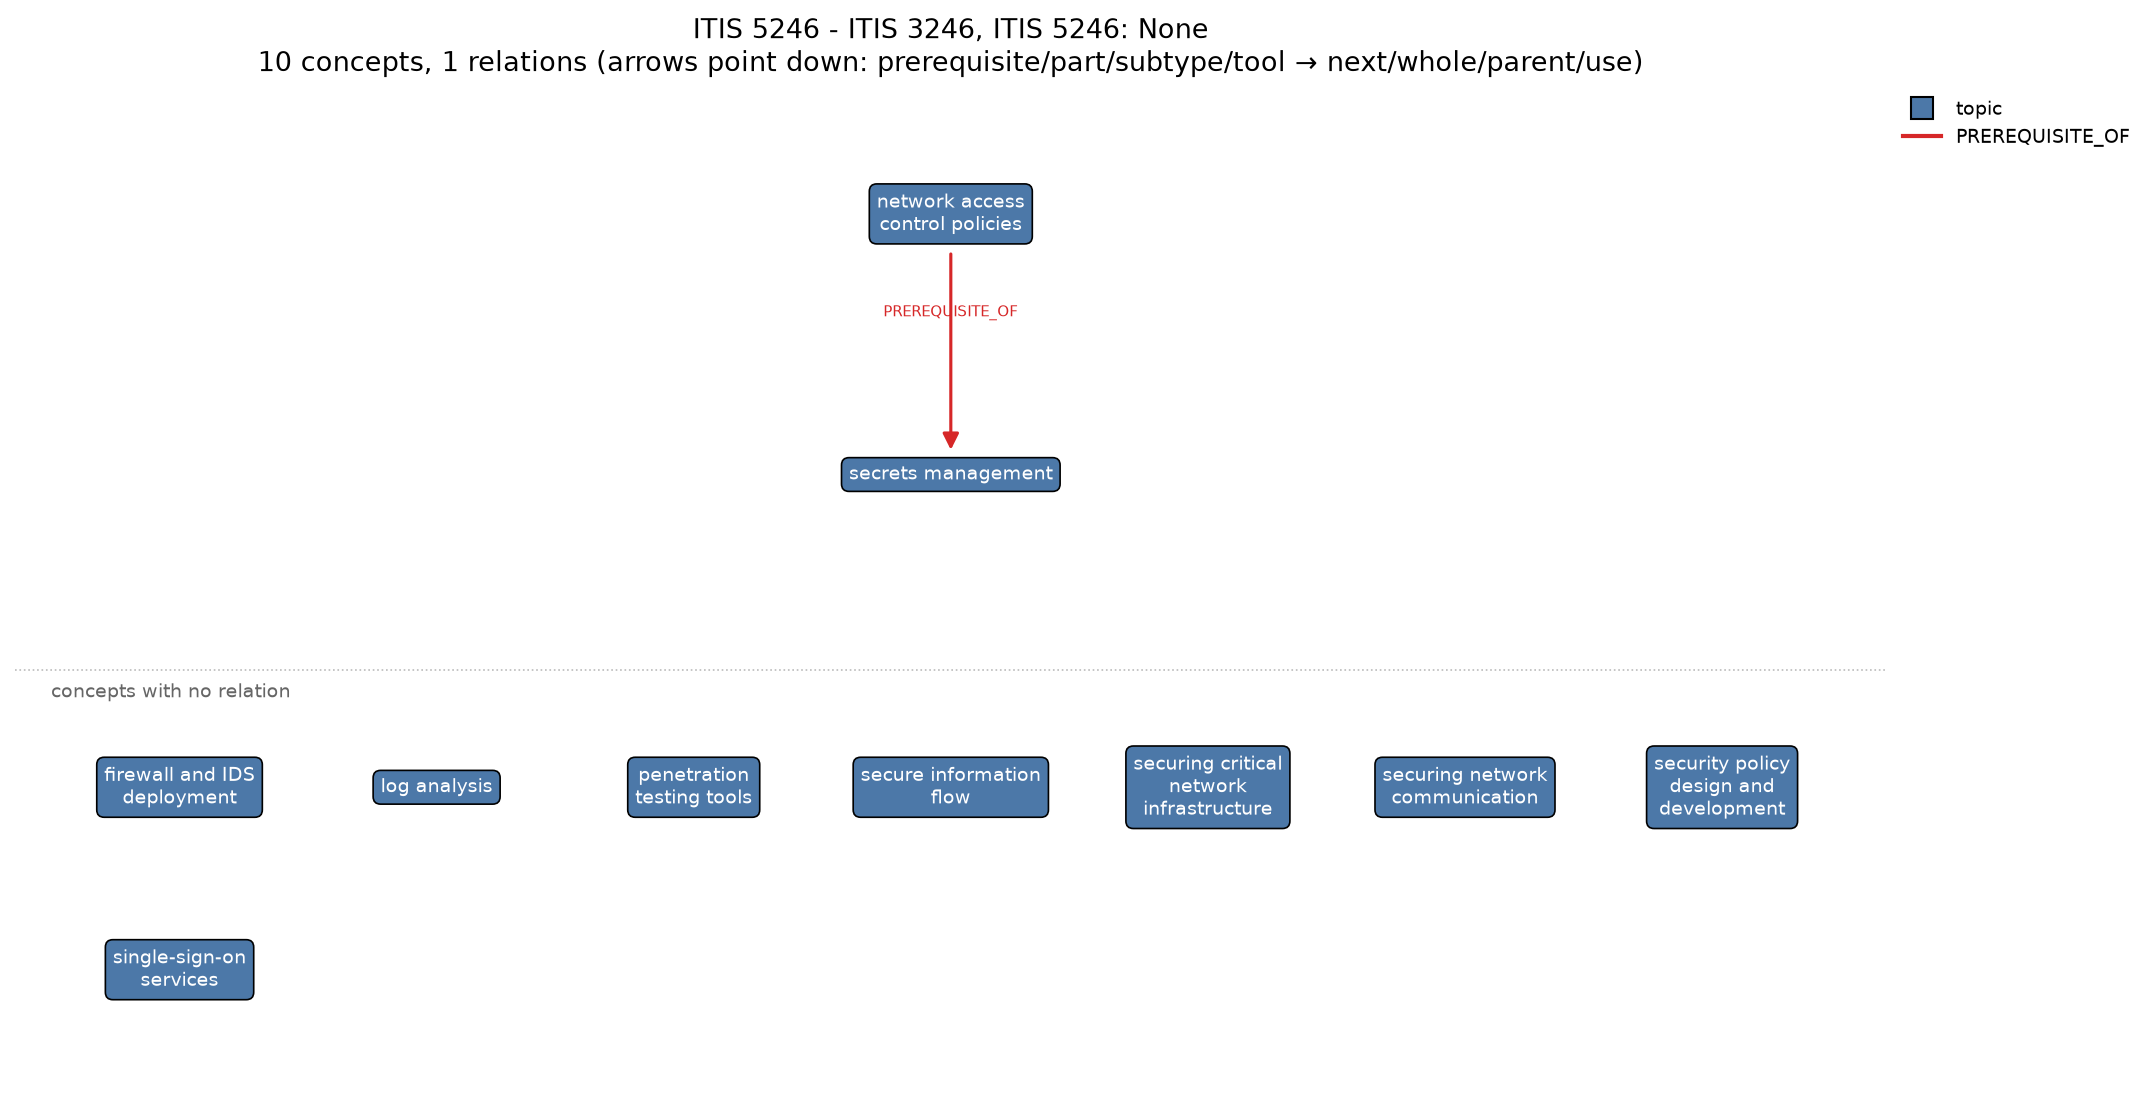 ITIS 5246 - ITIS 3246, ITIS 5246: None
10 concepts, 1 relations (arrows point down: prerequisite/part/subtype/tool → next/whole/parent/use)
topic
PREREQUISITE_OF
network access
control policies
PREREQUISITE_OF
secrets management
concepts with no relation
firewall and IDS
deployment
log analysis
penetration
testing tools
secure information
flow
securing critical
network
infrastructure
securing network
communication
security policy
design and
development
single-sign-on
services